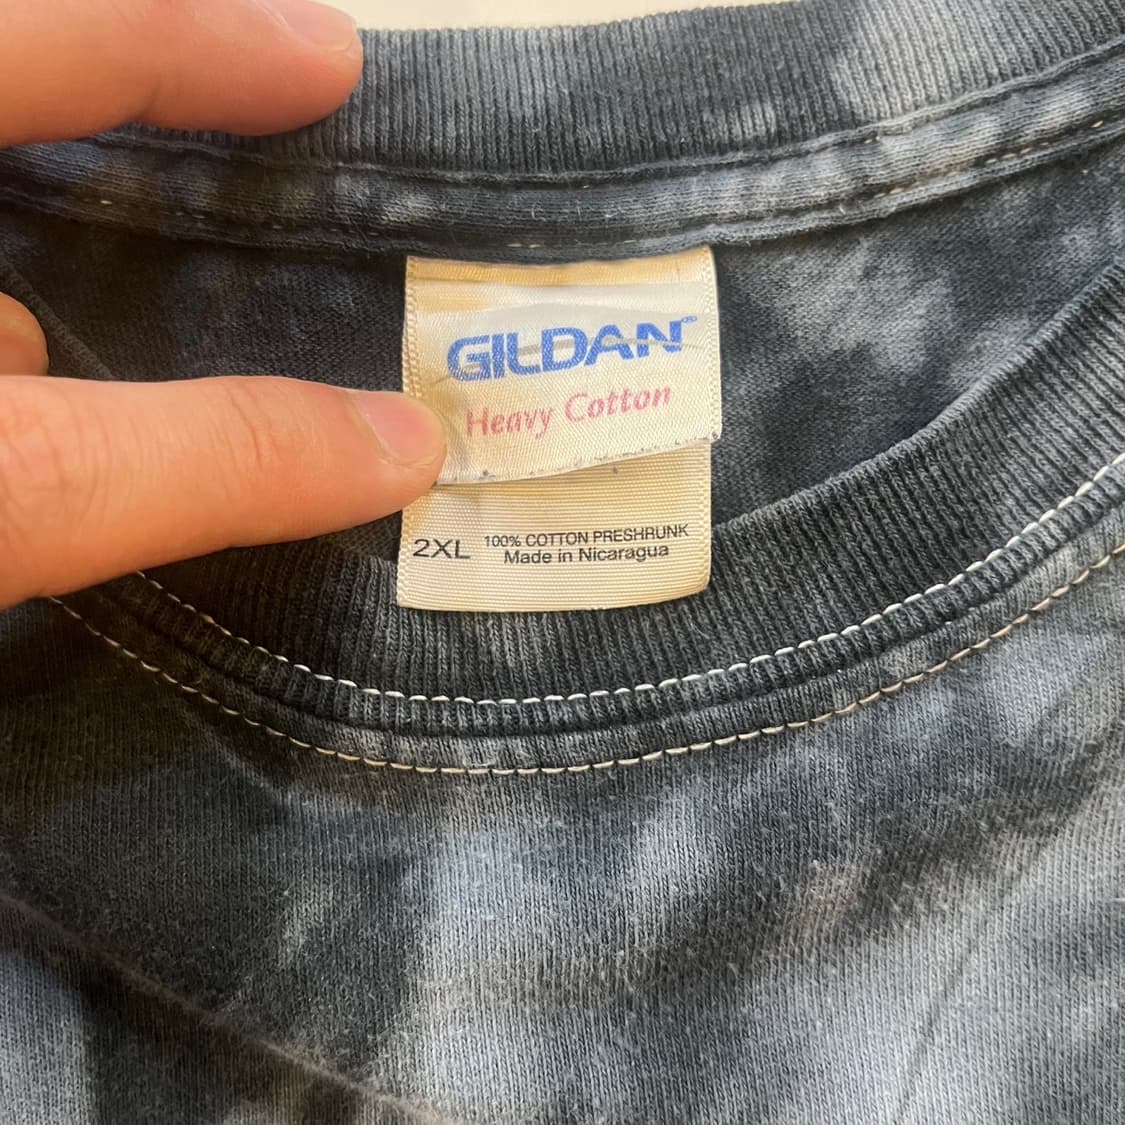 GILDAN®
Heavy Cotton
2XL 100% COTTON PRESHRUNK
Made in Nicaragua